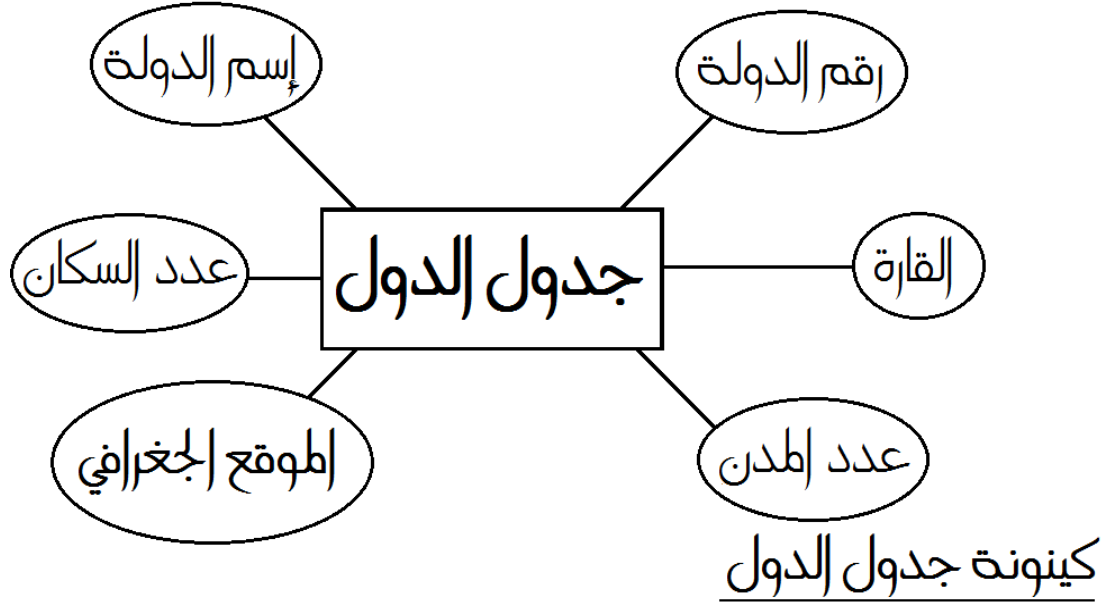 رقم الدولة
إسم الدولة
القارة
جدول الدول
عدد السكان
عدد المدن
الموقع الجغرافي
كينونة جدول الدول